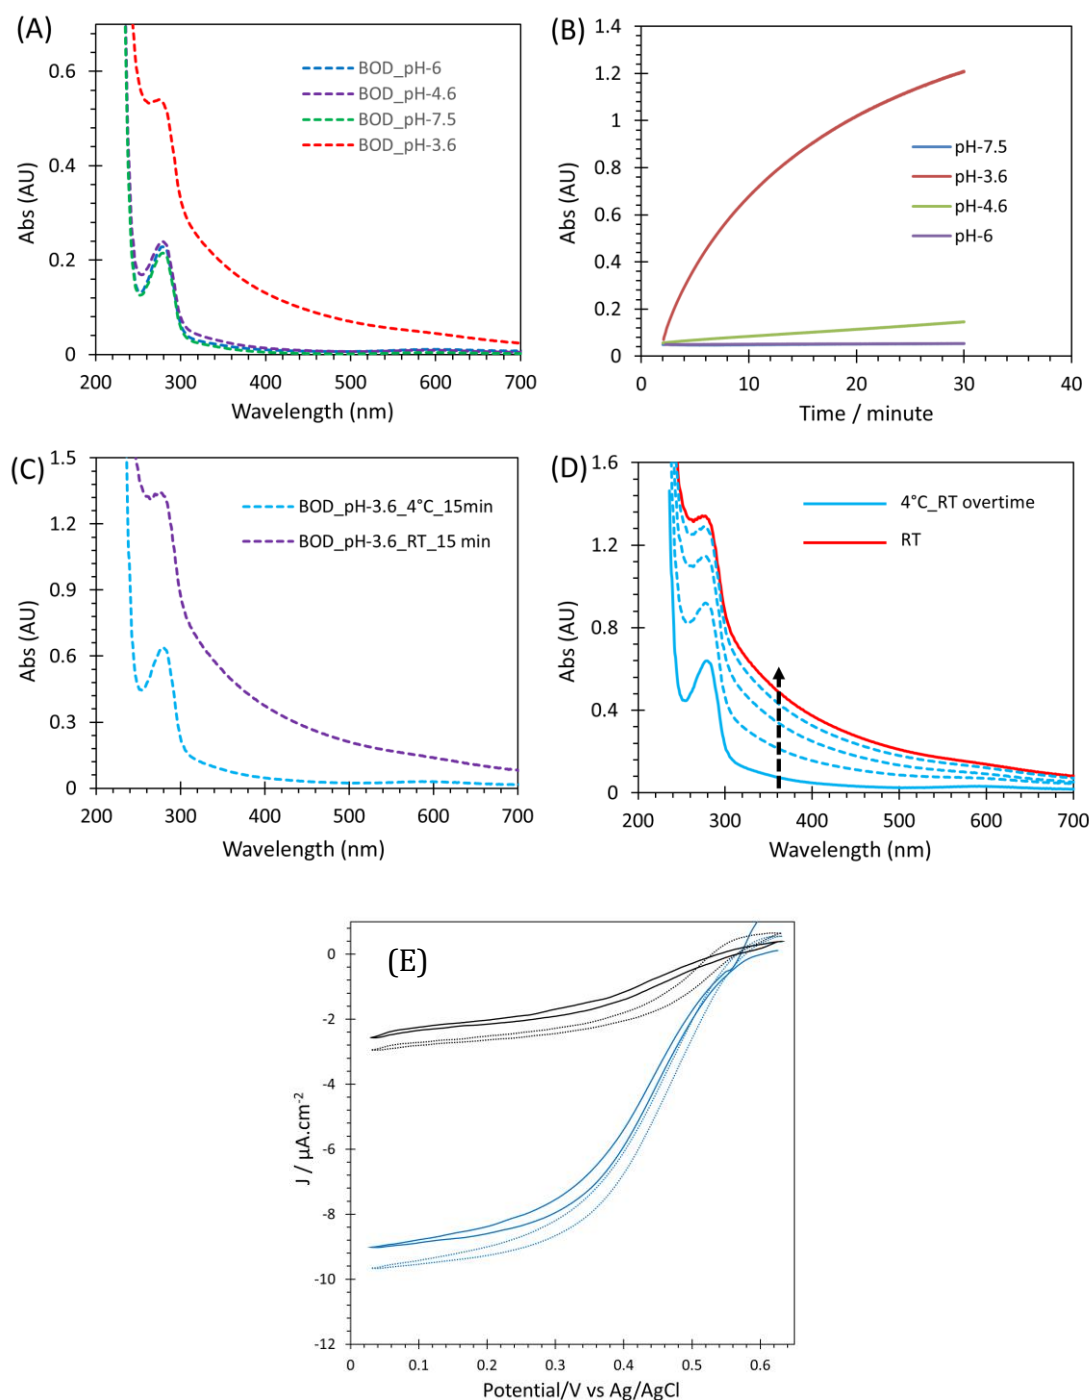 (A)
BOD_pH-6
BOD_pH-4.6
BOD_pH-7.5
BOD_pH-3.6
0.6
0.4
0.2
0
Abs (AU)
200 300 400 500 600 700
Wavelength (nm)
(B)
1.4
1.2
1
0.8
0.6
0.4
0.2
0
Abs (AU)
pH-7.5
pH-3.6
pH-4.6
pH-6
0 10 20 30 40
Time / minute
(C)
1.5
1.2
0.9
0.6
0.3
0
Abs (AU)
BOD_pH-3.6_4°C_15min
BOD_pH-3.6_RT_15 min
200 300 400 500 600 700
Wavelength (nm)
(D)
1.6
1.2
0.8
0.4
0
Abs (AU)
4°C_RT overtime
RT
200 300 400 500 600 700
Wavelength (nm)
(E)
0
-2
-4
-6
-8
-10
-12
J / µA.cm⁻²
0 0.1 0.2 0.3 0.4 0.5 0.6
Potential/V vs Ag/AgCl